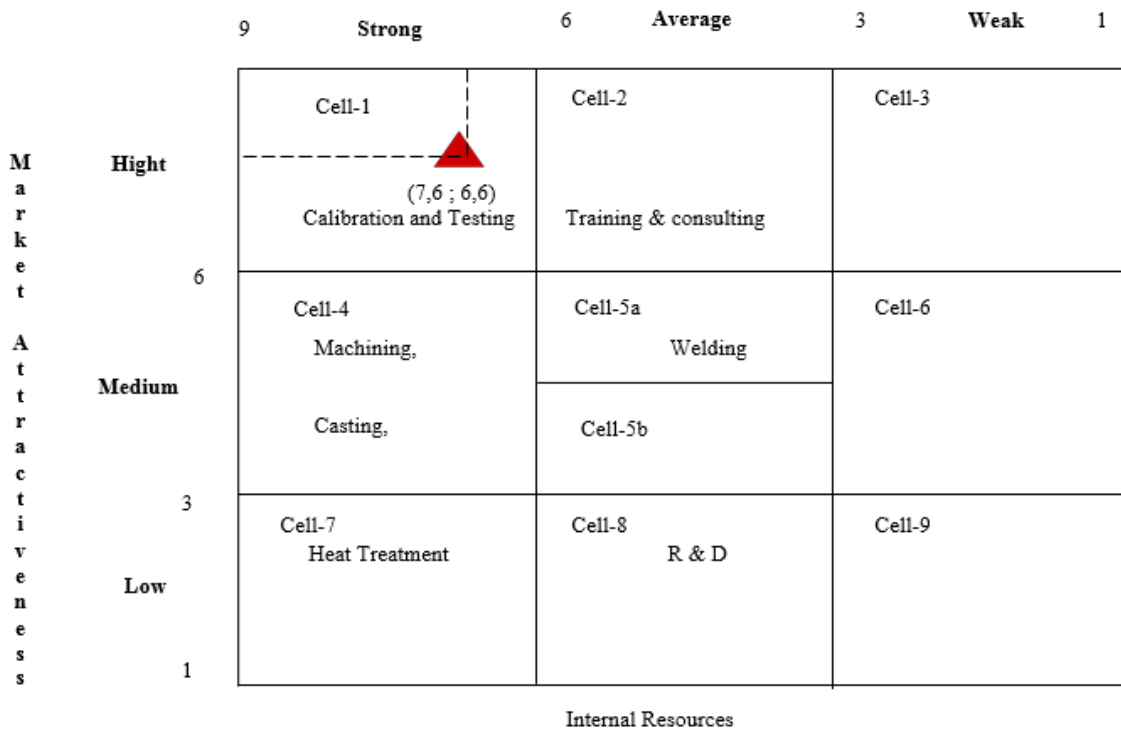 9 Strong 6 Average 3 Weak 1
Cell-1 Cell-2 Cell-3
Market Attractiveness
Hight
(7,6 ; 6,6)
Calibration and Testing Training & consulting
6
Cell-4 Cell-5a Cell-6
Machining, Welding
Medium
Casting, Cell-5b
3
Cell-7 Cell-8 Cell-9
Heat Treatment R & D
Low
1
Internal Resources